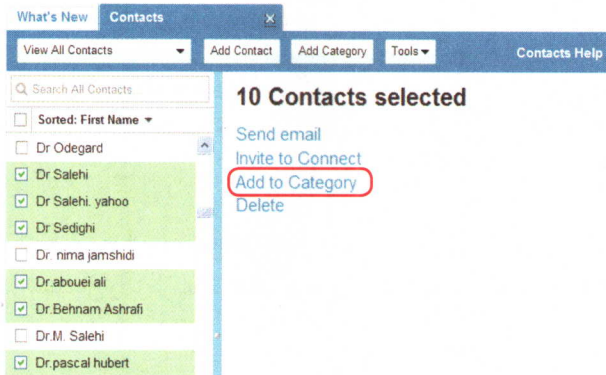 What's New Contacts x
View All Contacts Add Contact Add Category Tools Contacts Help
Search All Contacts
Sorted: First Name
10 Contacts selected
Send email
Invite to Connect
Add to Category
Delete
Dr Odegard
Dr Salehi
Dr Salehi. yahoo
Dr Sedighi
Dr. nima jamshidi
Dr.abouei ali
Dr.Behnam Ashrafi
Dr.M. Salehi
Dr.pascal hubert